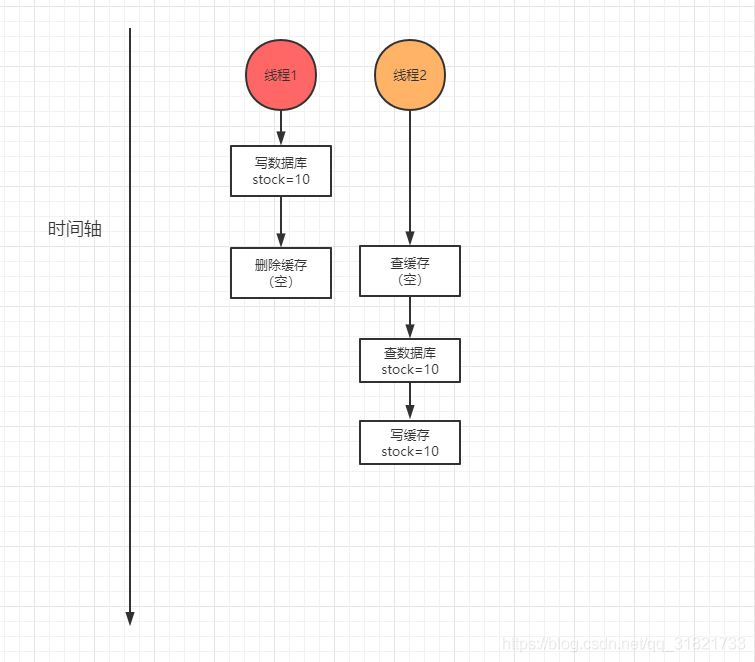 线程1
线程2
写数据库
stock=10
时间轴
删除缓存
（空）
查缓存
（空）
查数据库
stock=10
写缓存
stock=10
https://blog.csdn.net/qq_31821733